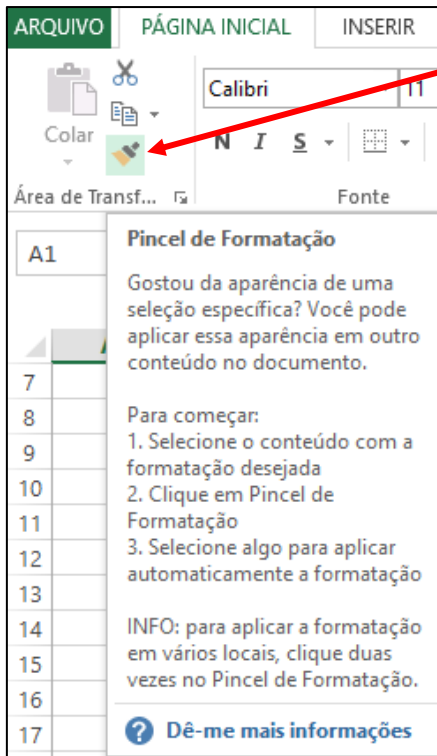 ARQUIVO PÁGINA INICIAL INSERIR
Calibri 11
Colar
N I S
Área de Transf... Fonte
A1
Pincel de Formatação
Gostou da aparência de uma
seleção específica? Você pode
aplicar essa aparência em outro
conteúdo no documento.
7
8
9
10
11
12
13
14
15
16
17
Para começar:
1. Selecione o conteúdo com a
formatação desejada
2. Clique em Pincel de
Formatação
3. Selecione algo para aplicar
automaticamente a formatação
INFO: para aplicar a formatação
em vários locais, clique duas
vezes no Pincel de Formatação.
? Dê-me mais informações